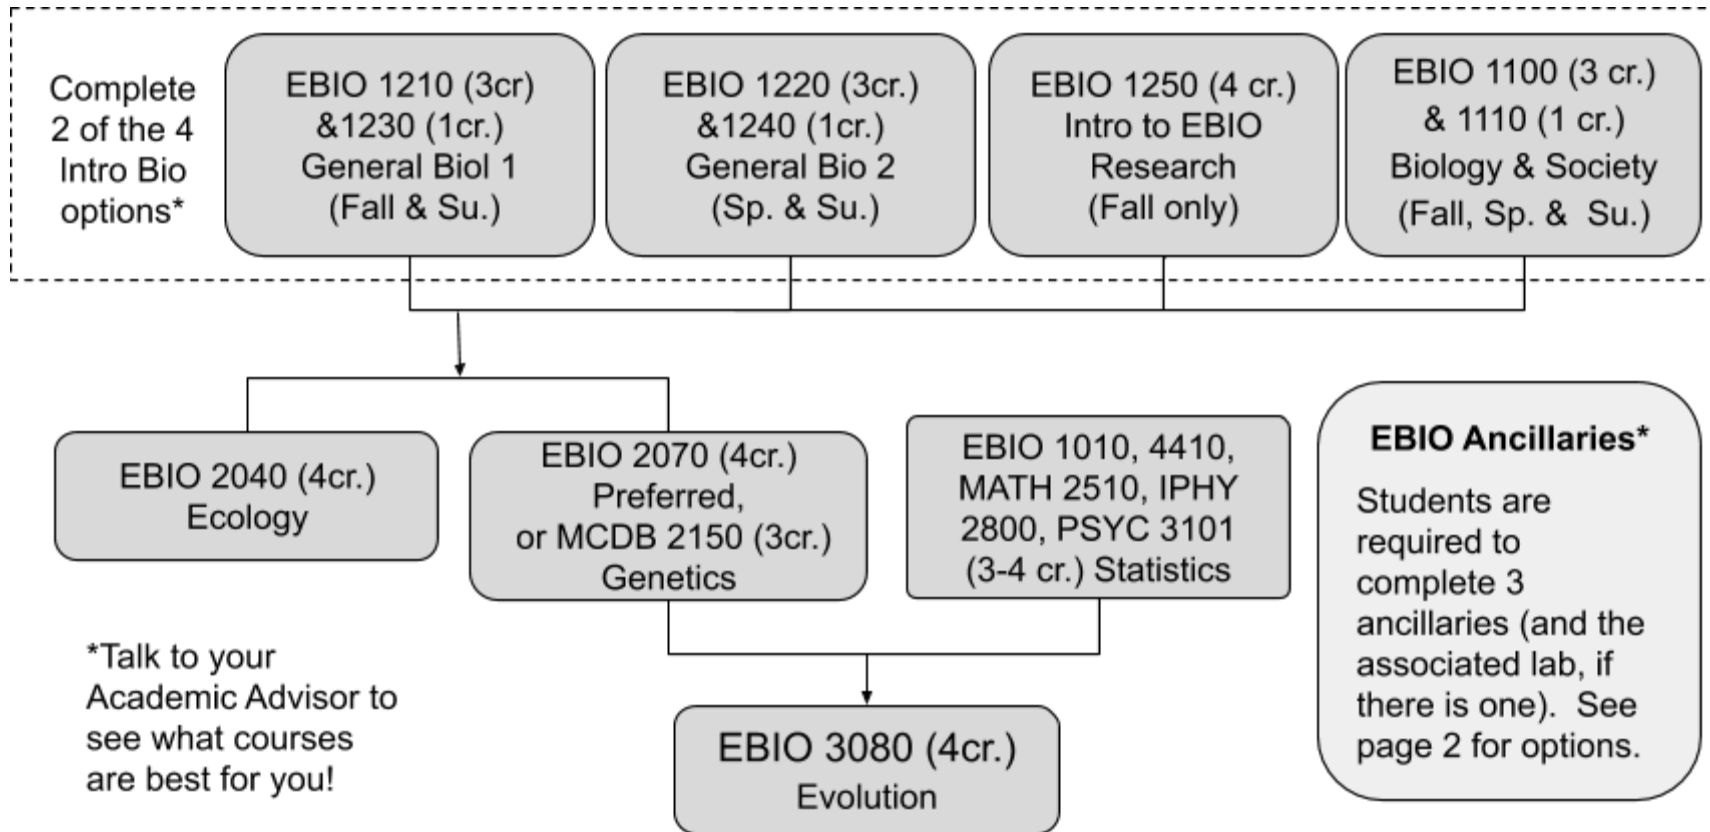 Complete
2 of the 4
Intro Bio
options*
EBIO 1210 (3cr)
&1230 (1cr.)
General Biol 1
(Fall & Su.)
EBIO 1220 (3cr.)
&1240 (1cr.)
General Bio 2
(Sp. & Su.)
EBIO 1250 (4 cr.)
Intro to EBIO
Research
(Fall only)
EBIO 1100 (3 cr.)
& 1110 (1 cr.)
Biology & Society
(Fall, Sp. & Su.)
EBIO 2040 (4cr.)
Ecology
EBIO 2070 (4cr.)
Preferred,
or MCDB 2150 (3cr.)
Genetics
EBIO 1010, 4410,
MATH 2510, IPHY
2800, PSYC 3101
(3-4 cr.) Statistics
EBIO Ancillaries*
Students are
required to
complete 3
ancillaries (and the
associated lab, if
there is one). See
page 2 for options.
*Talk to your
Academic Advisor to
see what courses
are best for you!
EBIO 3080 (4cr.)
Evolution